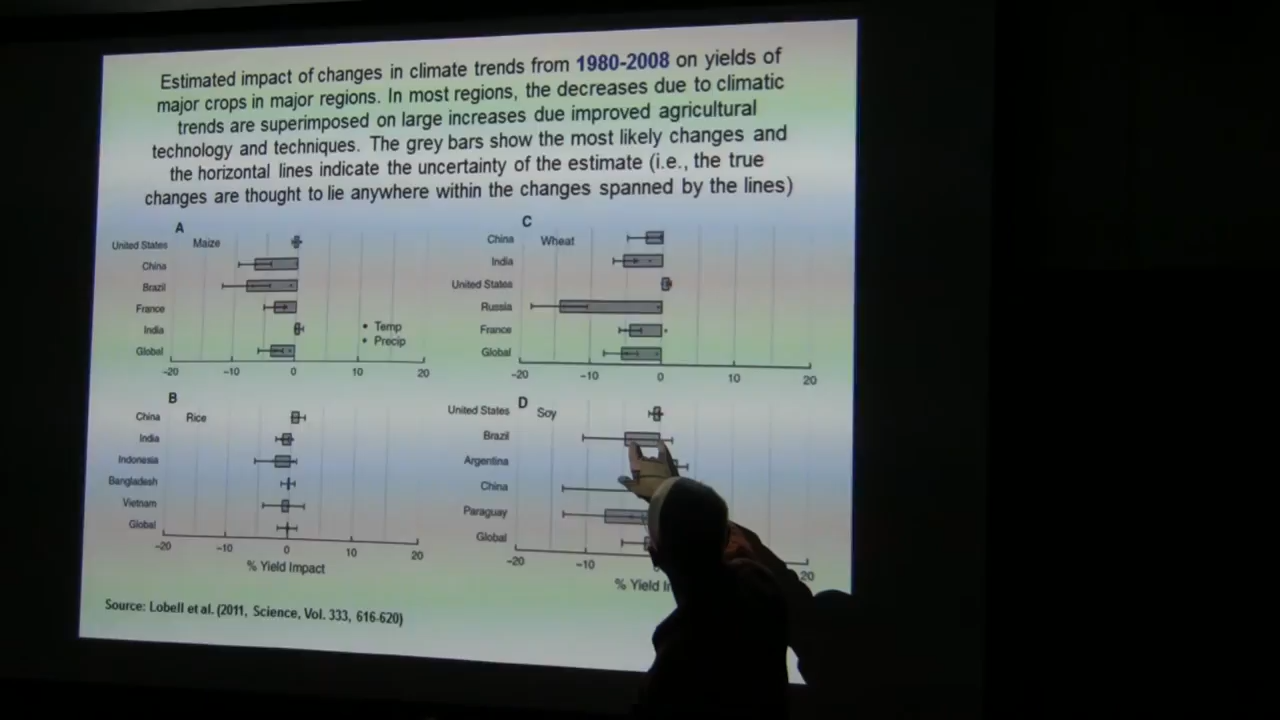 Estimated impact of changes in climate trends from 1980-2008 on yields of
major crops in major regions. In most regions, the decreases due to climatic
trends are superimposed on large increases due improved agricultural
technology and techniques. The grey bars show the most likely changes and
the horizontal lines indicate the uncertainty of the estimate (i.e., the true
changes are thought to lie anywhere within the changes spanned by the lines)
A
Maize
United States
China
Brazil
France
India
Global
• Temp
• Precip
-20 -10 0 10 20
C
Wheat
China
India
United States
Russia
France
Global
-20 -10 0 10 20
B
Rice
China
India
Indonesia
Bangladesh
Vietnam
Global
-20 -10 0 10 20
% Yield Impact
D
Soy
United States
Brazil
Argentina
China
Paraguay
Global
-20 -10 20
% Yield
Source: Lobell et al. (2011, Science, Vol. 333, 616-620)